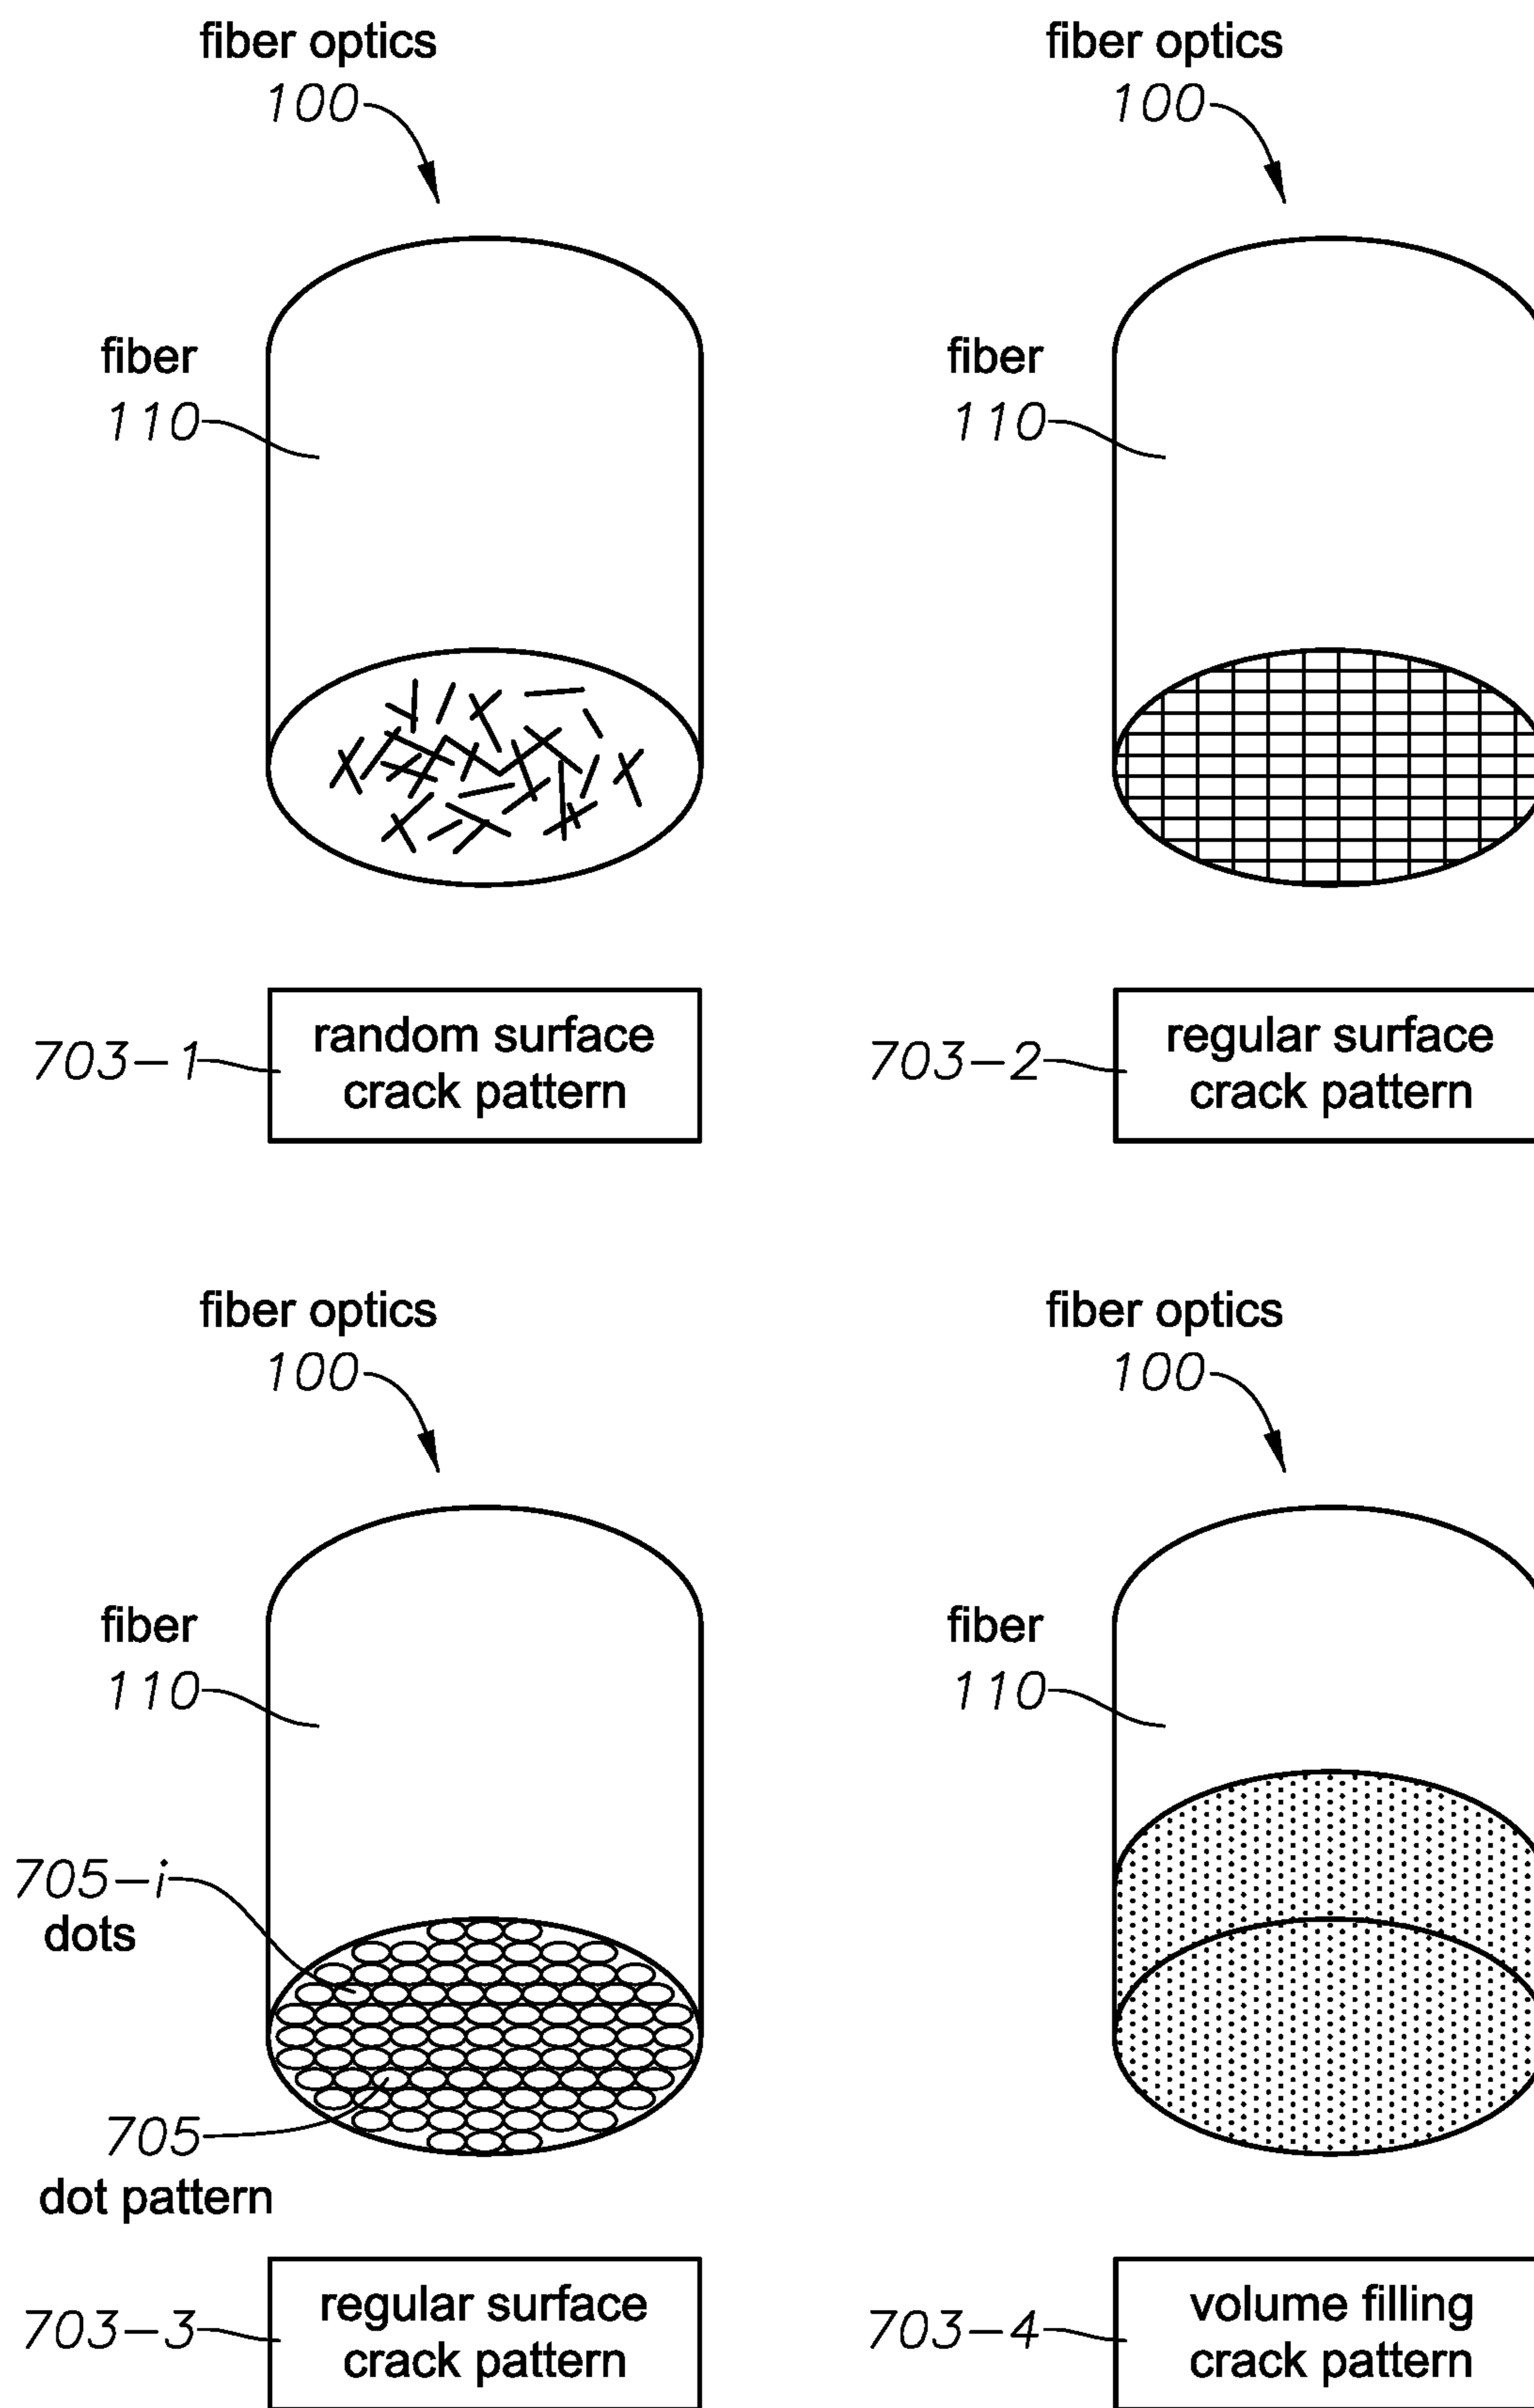 fiber optics
100
fiber
110
703-1
random surface
crack pattern
fiber optics
100
fiber
110
703-2
regular surface
crack pattern
fiber optics
100
fiber
110
705-i
dots
705
dot pattern
703-3
regular surface
crack pattern
fiber optics
100
fiber
110
703-4
volume filling
crack pattern